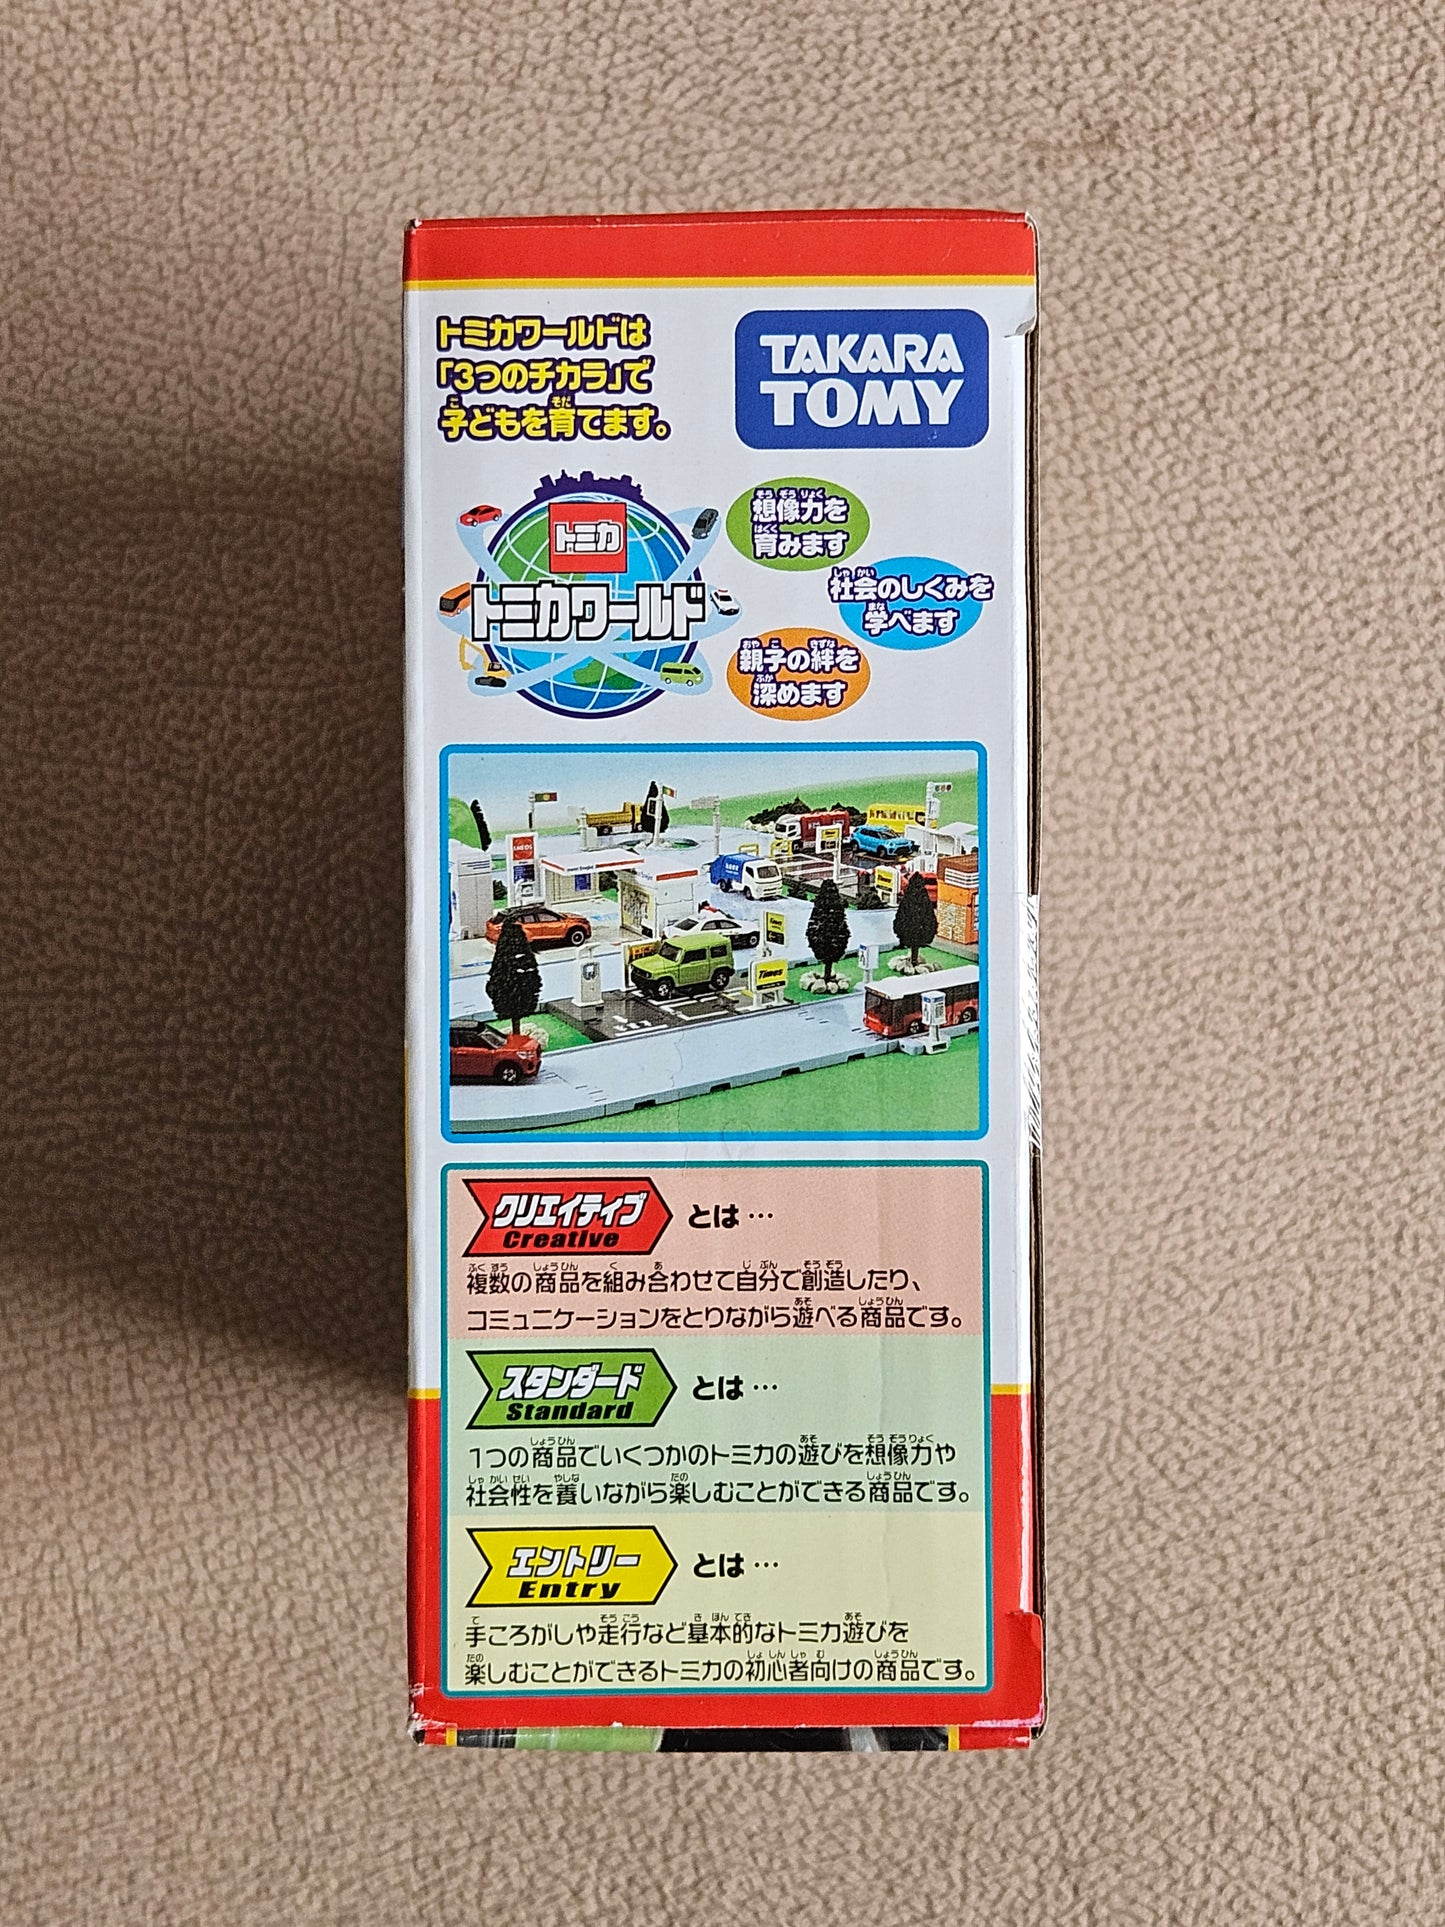 トミカワールドは
「3つのチカラ」で
子どもを育てます。
TAKARA
TOMY
トミカ
トミカワールド
想像力を
育みます
社会のしくみを
学べます
親子の絆を
深めます
ENEOS
Times
クリエイティブ とは…
Creative
複数の商品を組み合わせて自分で創造したり、
コミュニケーションをとりながら遊べる商品です。
スタンダード とは…
Standard
1つの商品でいくつかのトミカの遊びを想像力や
社会性を養いながら楽しむことができる商品です。
エントリー とは…
Entry
手ころがしや走行など基本的なトミカ遊びを
楽しむことができるトミカの初心者向けの商品です。